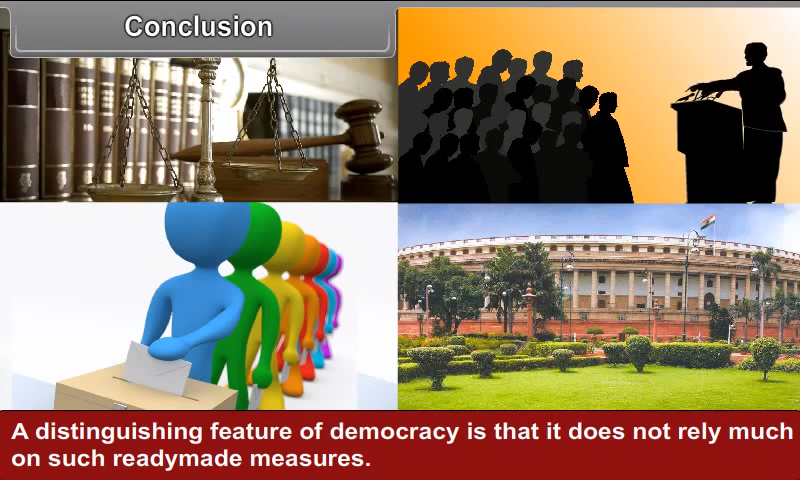 Conclusion
A distinguishing feature of democracy is that it does not rely much
on such readymade measures.